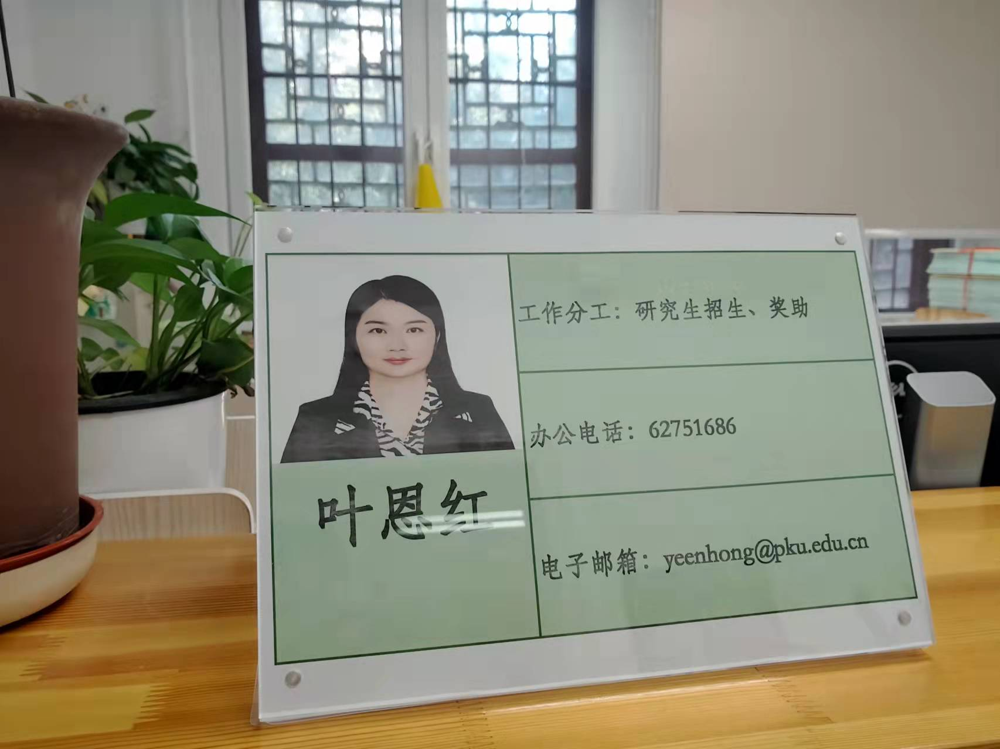 工作分工：研究生招生、奖助
办公电话：62751686
叶恩红
电子邮箱：yeenhong@pku.edu.cn